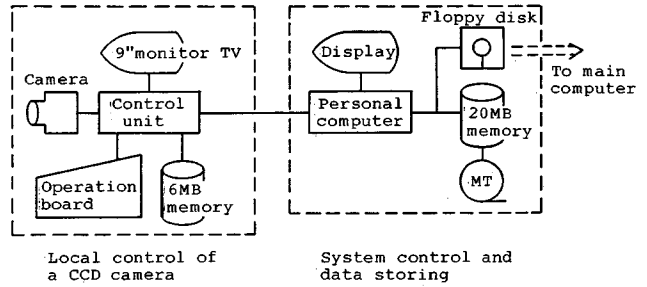 Floppy disk
9"monitor TV
Display
To main
computer
Camera
Control
unit
Personal
computer
20MB
memory
Operation
board
6MB
memory
MT
Local control of
a CCD camera
System control and
data storing